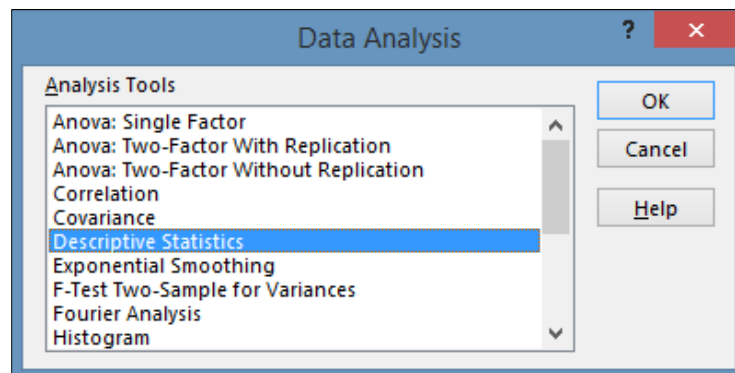 Data Analysis
?
Analysis Tools
Anova: Single Factor
Anova: Two-Factor With Replication
Anova: Two-Factor Without Replication
Correlation
Covariance
Descriptive Statistics
Exponential Smoothing
F-Test Two-Sample for Variances
Fourier Analysis
Histogram
OK
Cancel
Help